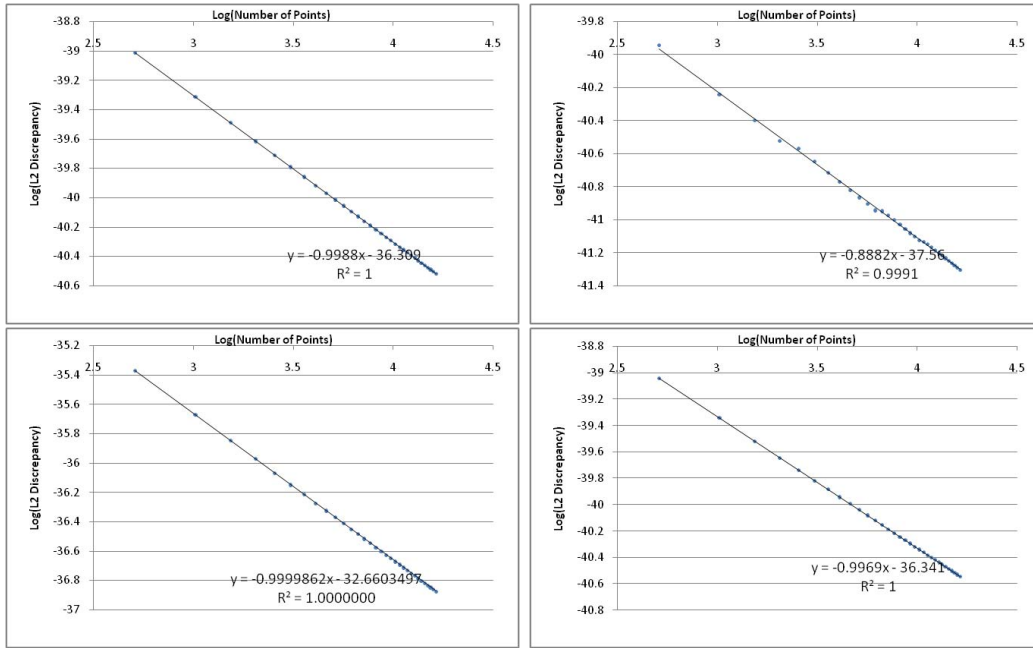 Log(Number of Points)
2.5 3 3.5 4 4.5
-38.8
-39
-39.2
-39.4
-39.6
-39.8
-40
-40.2
-40.4
-40.6
Log(L2 Discrepancy)
y = -0.9988x - 36.309
R² = 1
Log(Number of Points)
2.5 3 3.5 4 4.5
-39.8
-40
-40.2
-40.4
-40.6
-40.8
-41
-41.2
-41.4
Log(L2 Discrepancy)
y = -0.8882x - 37.56
R² = 0.9991
Log(Number of Points)
2.5 3 3.5 4 4.5
-35.2
-35.4
-35.6
-35.8
-36
-36.2
-36.4
-36.6
-36.8
-37
Log(L2 Discrepancy)
y = -0.9999862x - 32.6603497
R² = 1.0000000
Log(Number of Points)
2.5 3 3.5 4 4.5
-38.8
-39
-39.2
-39.4
-39.6
-39.8
-40
-40.2
-40.4
-40.6
-40.8
Log(L2 Discrepancy)
y = -0.9969x - 36.341
R² = 1